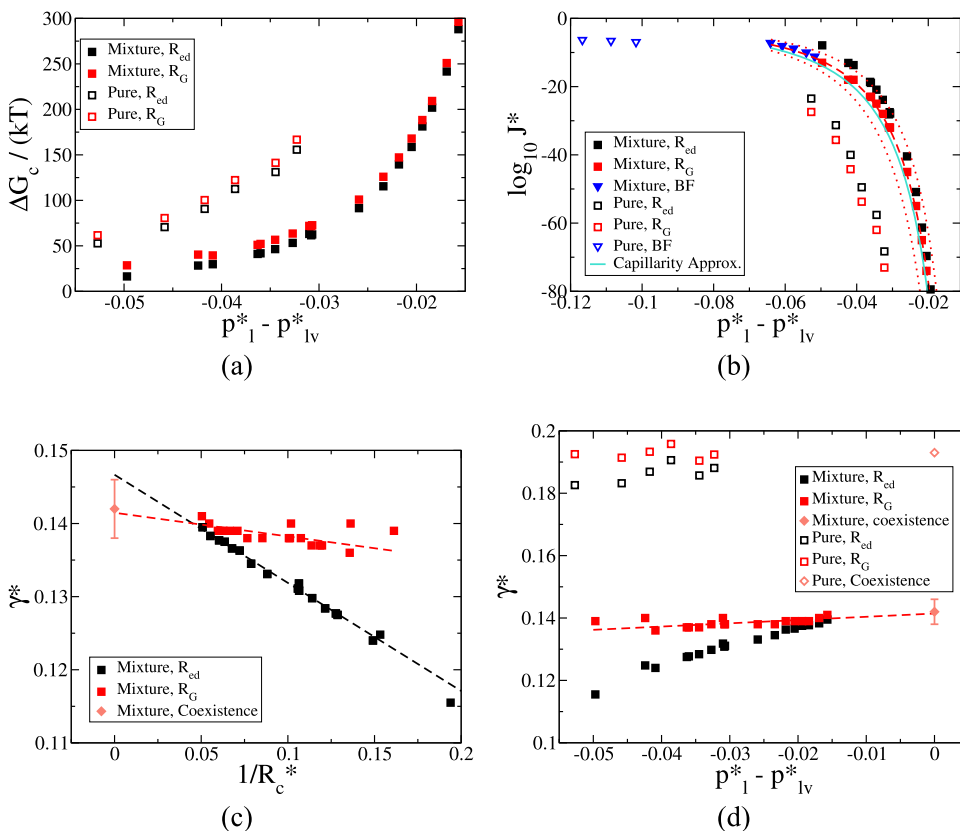 300
250
200
150
100
50
0
ΔG_c / (kT)
Mixture, R_ed
Mixture, R_G
Pure, R_ed
Pure, R_G
-0.05 -0.04 -0.03 -0.02
p*_l - p*_lv
(a)
0
-20
-40
-60
-80
log_10 J*
Mixture, R_ed
Mixture, R_G
Mixture, BF
Pure, R_ed
Pure, R_G
Pure, BF
Capillarity Approx.
-0.12 -0.1 -0.08 -0.06 -0.04 -0.02
p*_l - p*_lv
(b)
0.15
0.14
0.13
0.12
0.11
γ*
Mixture, R_ed
Mixture, R_G
Mixture, Coexistence
0 0.05 0.1 0.15 0.2
1/R_c*
(c)
0.2
0.18
0.16
0.14
0.12
0.1
γ*
Mixture, R_ed
Mixture, R_G
Mixture, coexistence
Pure, R_ed
Pure, R_G
Pure, Coexistence
-0.05 -0.04 -0.03 -0.02 -0.01 0
p*_l - p*_lv
(d)